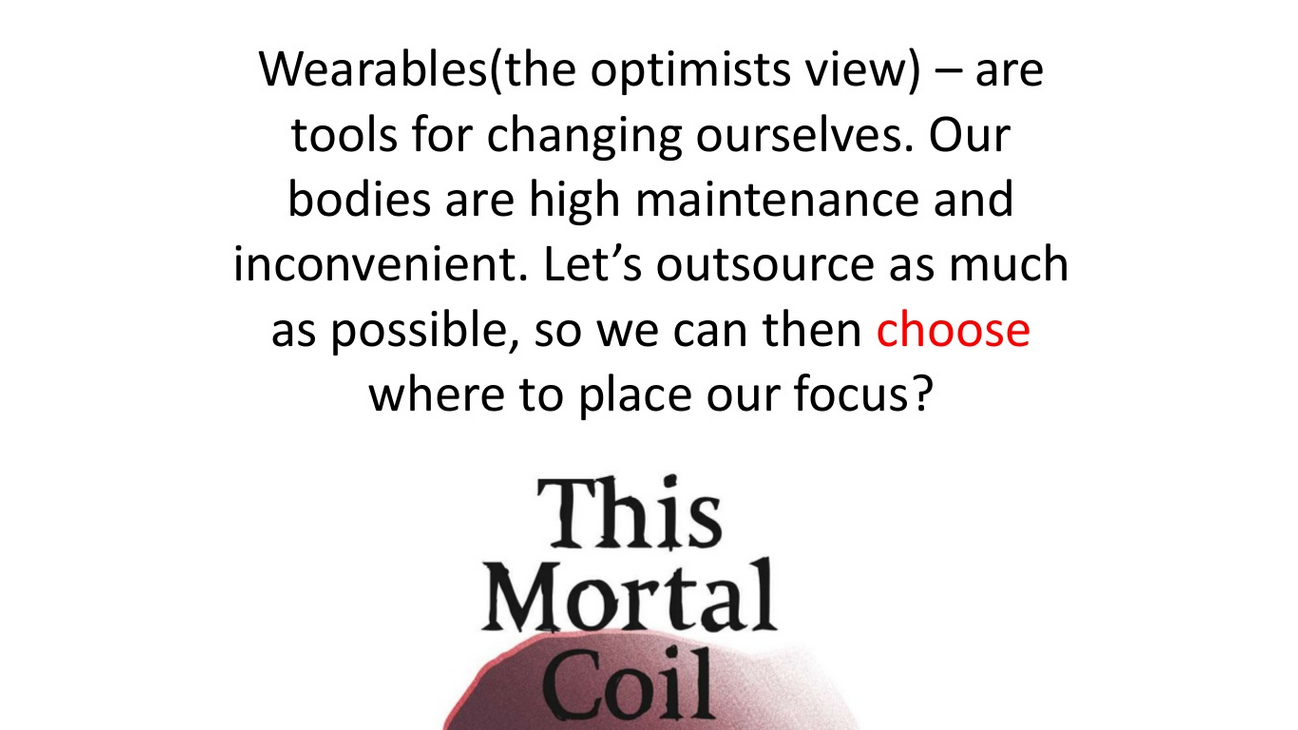 Wearables(the optimists view) – are
tools for changing ourselves. Our
bodies are high maintenance and
inconvenient. Let’s outsource as much
as possible, so we can then choose
where to place our focus?
This
Mortal
Coil